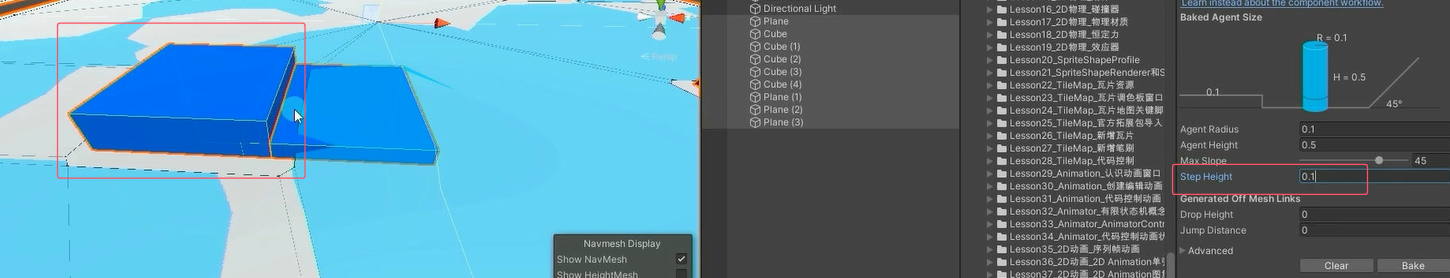 Persp
Navmesh Display
Show NavMesh
Show HeightMesh
Directional Light
Plane
Cube
Cube (1)
Cube (2)
Cube (3)
Cube (4)
Plane (1)
Plane (2)
Plane (3)
Lesson16_2D物理_碰撞器
Lesson17_2D物理_物理材质
Lesson18_2D物理_恒定力
Lesson19_2D物理_效应器
Lesson20_SpriteShapeProfile
Lesson21_SpriteShapeRenderer和S
Lesson22_TileMap_瓦片资源
Lesson23_TileMap_瓦片调色板窗口
Lesson24_TileMap_瓦片地图关键脚
Lesson25_TileMap_官方拓展包导入
Lesson26_TileMap_新增瓦片
Lesson27_TileMap_新增笔刷
Lesson28_TileMap_代码控制
Lesson29_Animation_认识动画窗口
Lesson30_Animation_创建编辑动画
Lesson31_Animation_代码控制动画
Lesson32_Animator_有限状态机概念
Lesson33_Animator_AnimatorContr
Lesson34_Animator_代码控制动画状
Lesson35_2D动画_序列帧动画
Lesson36_2D动画_2D Animation单
Lesson37_2D动画_2D Animation图
Learn instead about the component workflow.
Baked Agent Size
R = 0.1
H = 0.5
0.1
45°
Agent Radius 0.1
Agent Height 0.5
Max Slope 45
Step Height 0.1
Generated Off Mesh Links
Drop Height 0
Jump Distance 0
Advanced
Clear Bake